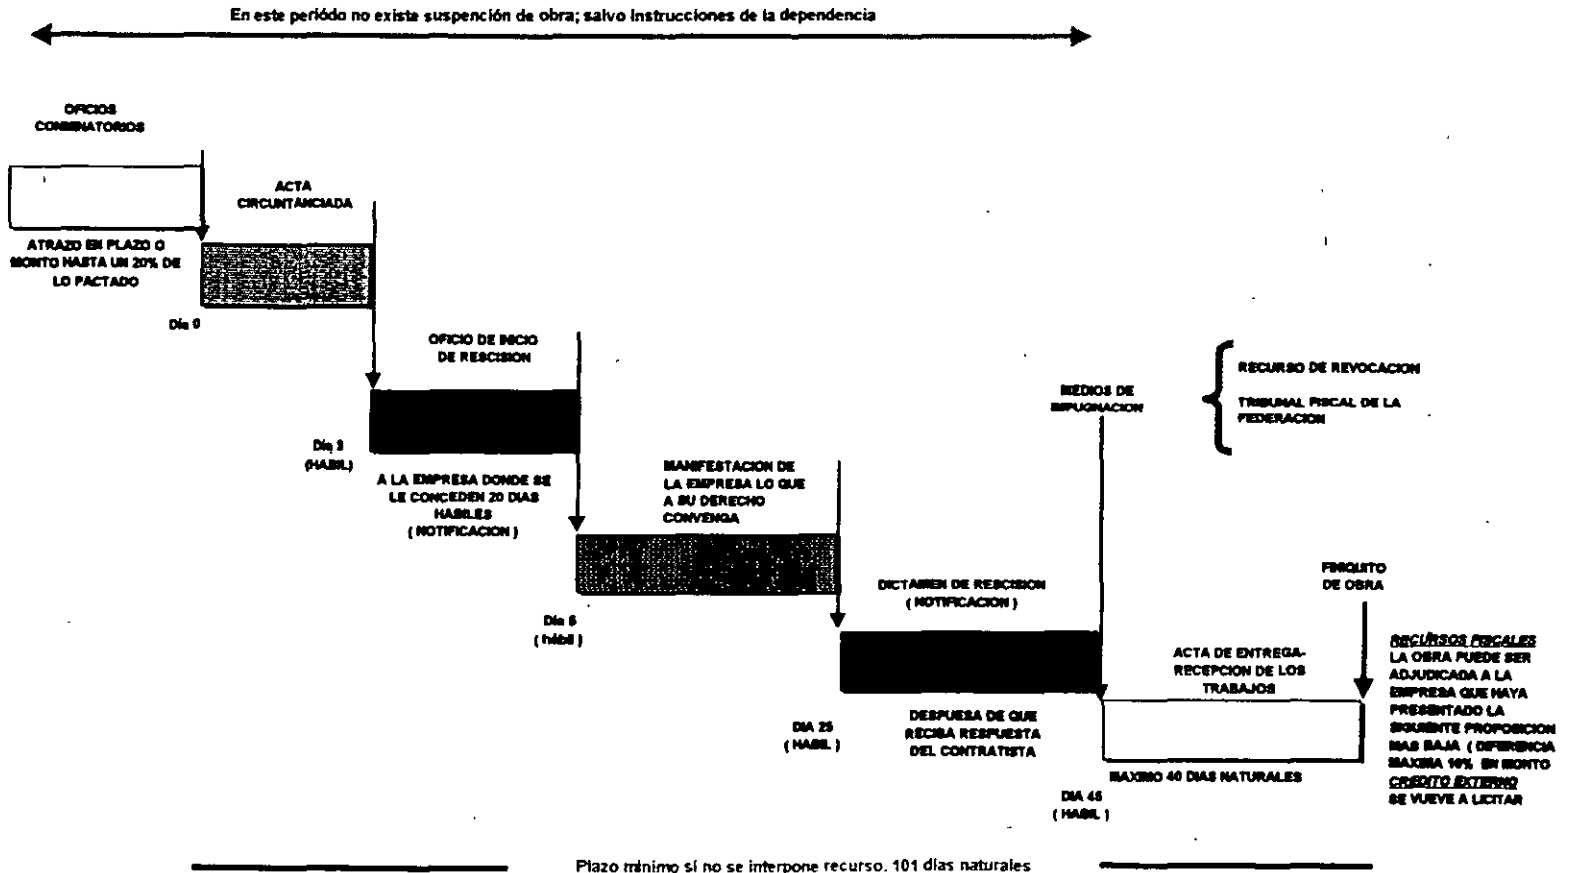 En este período no existe suspención de obra; salvo Instrucciones de la dependencia
OFICIOS
CONMINATORIOS
ATRAZO EN PLAZO O
MONTO HASTA UN 20% DE
LO PACTADO
Día 0
ACTA
CIRCUNTANCIADA
Día 3
(HABIL)
OFICIO DE INICIO
DE RESCISION
A LA EMPRESA DONDE SE
LE CONCEDEN 20 DIAS
HABILES
( NOTIFICACION )
Día
( hábil )
MANIFESTACION DE
LA EMPRESA LO QUE
A SU DERECHO
CONVENGA
DIA 25
( HABIL )
DICTAMEN DE RESCISION
( NOTIFICACION )
DESPUESA DE QUE
RECIBA RESPUESTA
DEL CONTRATISTA
DIA 45
( HABIL )
MEDIOS DE
IMPUGNACION
RECURSO DE REVOCACION
TRIBUNAL FISCAL DE LA
FEDERACION
ACTA DE ENTREGA-
RECEPCION DE LOS
TRABAJOS
MAXIMO 40 DIAS NATURALES
FINIQUITO
DE OBRA
RECURSOS FISCALES
LA OBRA PUEDE SER
ADJUDICADA A LA
EMPRESA QUE HAYA
PRESENTADO LA
SIGUIENTE PROPOSICION
MAS BAJA ( DIFERENCIA
MAXIMA 10% EN MONTO
CREDITO EXTERNO
SE VUEVE A LICITAR
Plazo mínimo sí no se interpone recurso. 101 días naturales